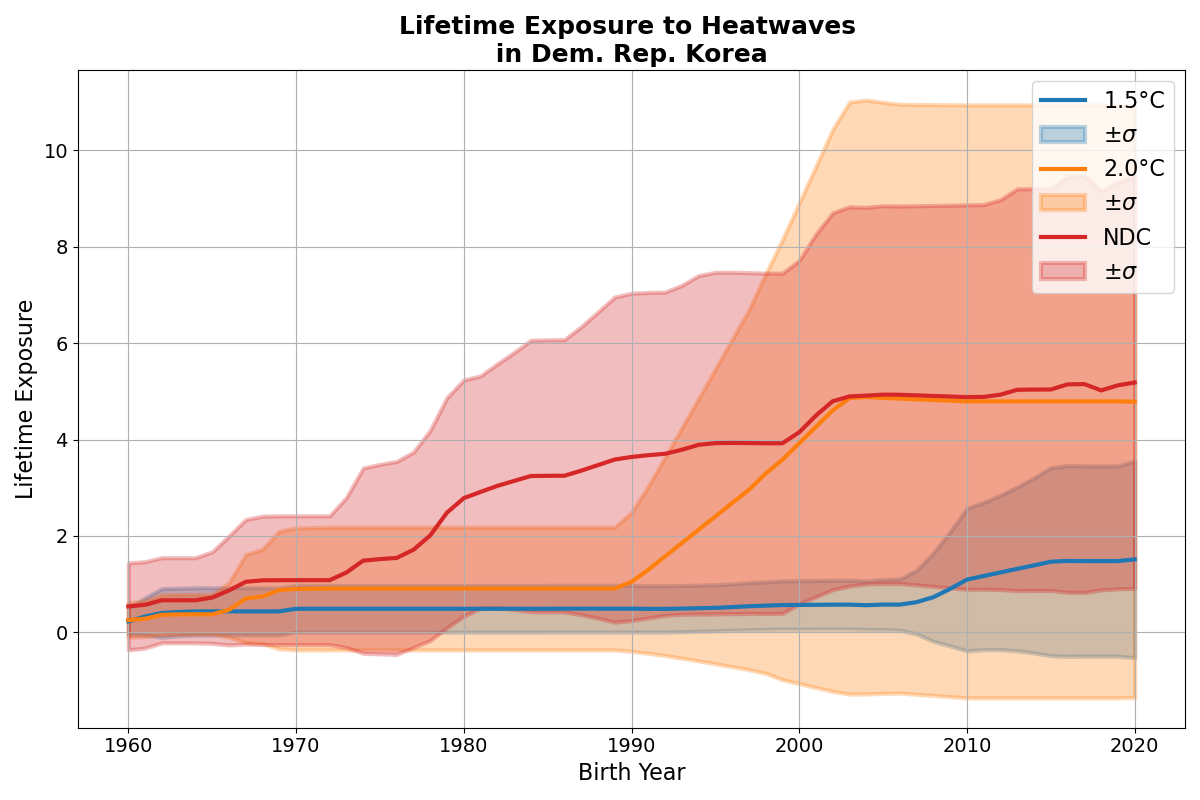 Lifetime Exposure to Heatwaves
in Dem. Rep. Korea
Lifetime Exposure
10
8
6
4
2
0
1960
1970
1980
1990
2000
2010
2020
Birth Year
1.5°C
±σ
2.0°C
±σ
NDC
±σ